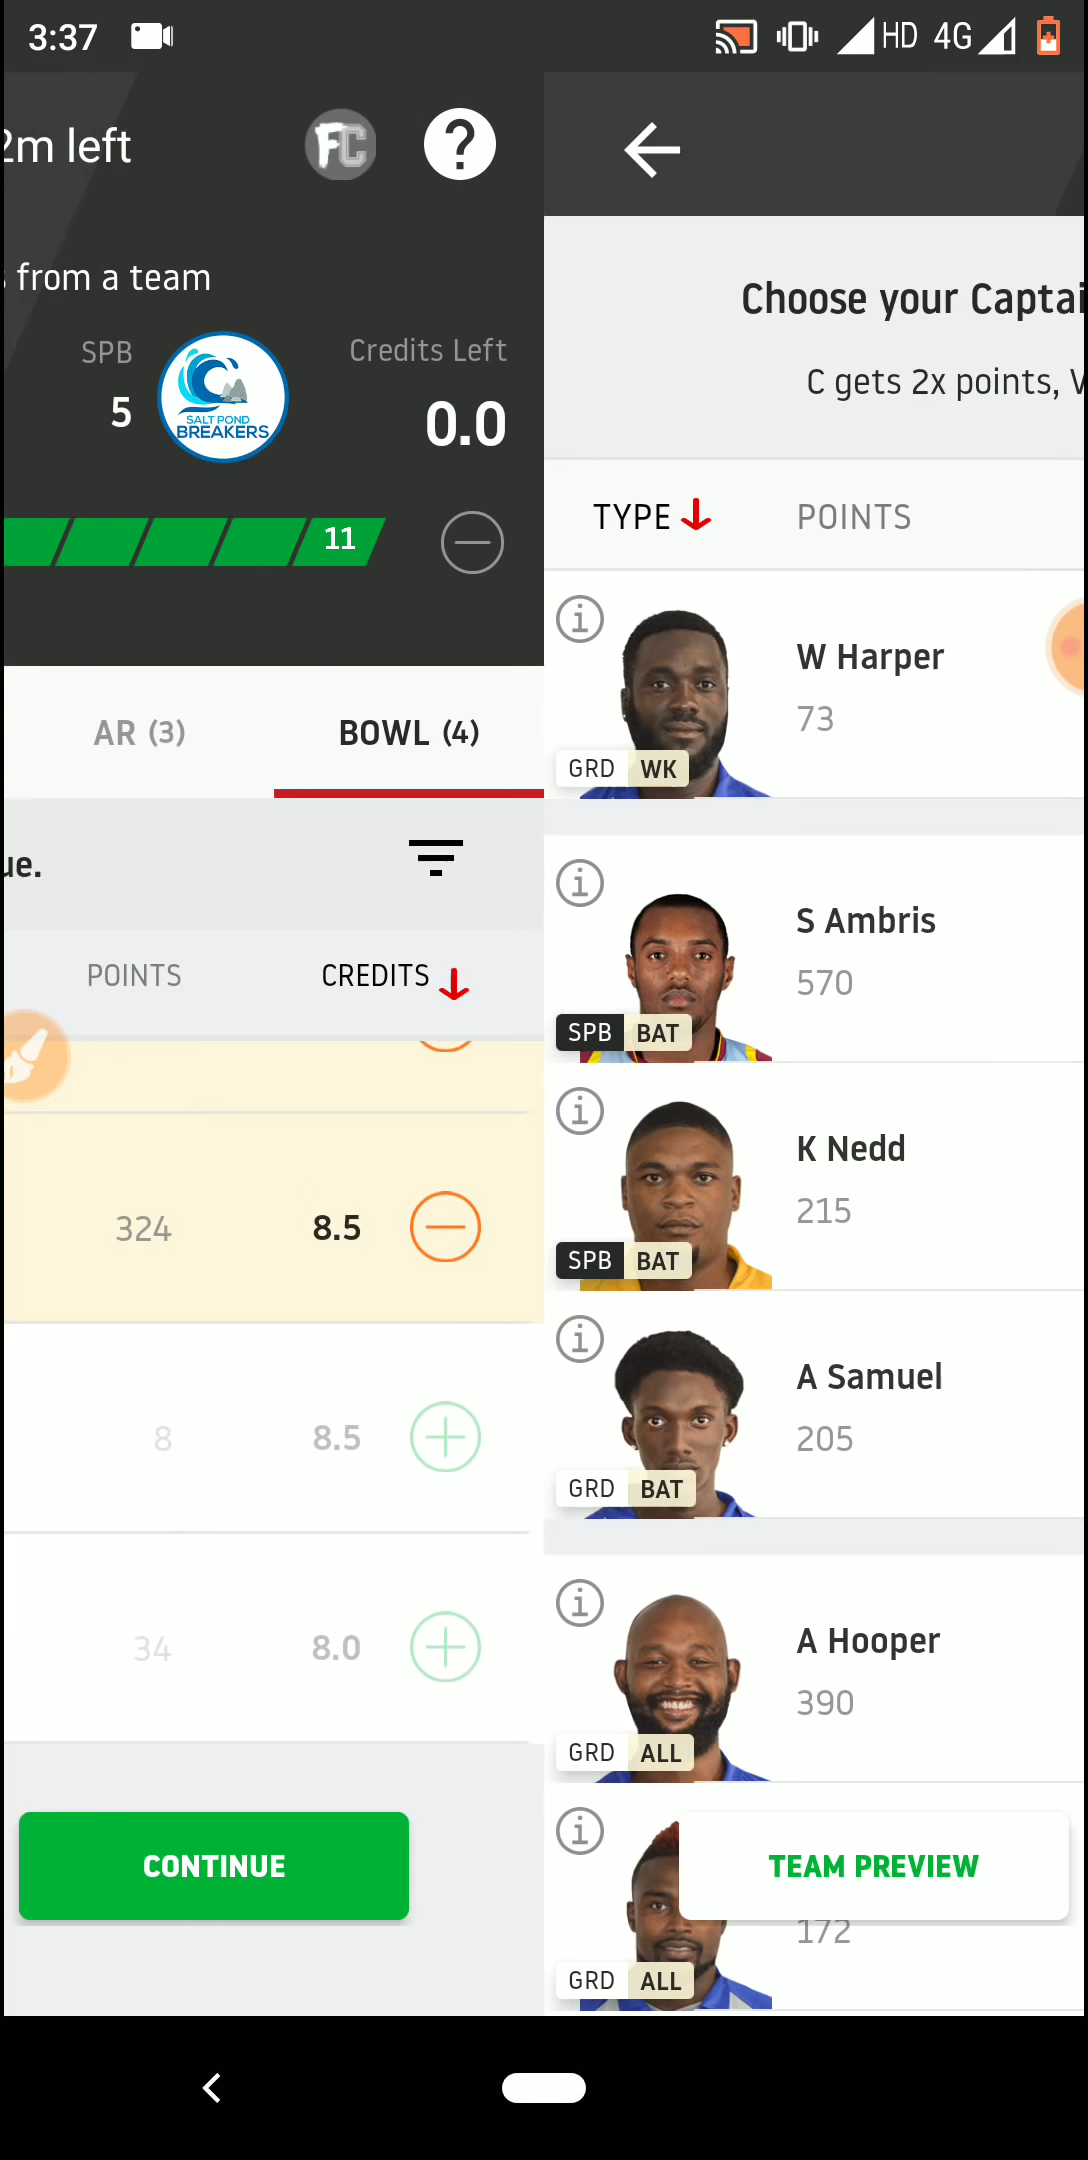 3:37
HD 4G
2m left
FC
?
from a team
SPB
5
SALT POND
BREAKERS
Credits Left
0.0
11
AR (3)
BOWL (4)
ue.
POINTS
CREDITS
324
8.5
8
8.5
34
8.0
CONTINUE
Choose your Captai
C gets 2x points, V
TYPE
POINTS
W Harper
73
GRD WK
S Ambris
570
SPB BAT
K Nedd
215
SPB BAT
A Samuel
205
GRD BAT
A Hooper
390
GRD ALL
TEAM PREVIEW
172
GRD ALL